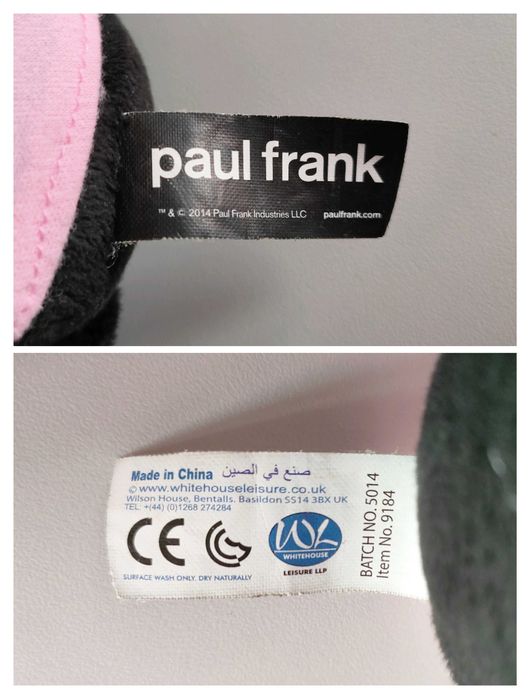 paul frank
™ & © 2014 Paul Frank Industries LLC paulfrank.com
Made in China صنع في الصين
© www.whitehouseleisure.co.uk
Wilson House, Bentalls. Basildon SS14 3BX UK
TEL: +(44) (0)1268 274284
CE
WL
WHITEHOUSE
LEISURE LLP
SURFACE WASH ONLY. DRY NATURALLY
BATCH NO. 5014
Item No. 9184